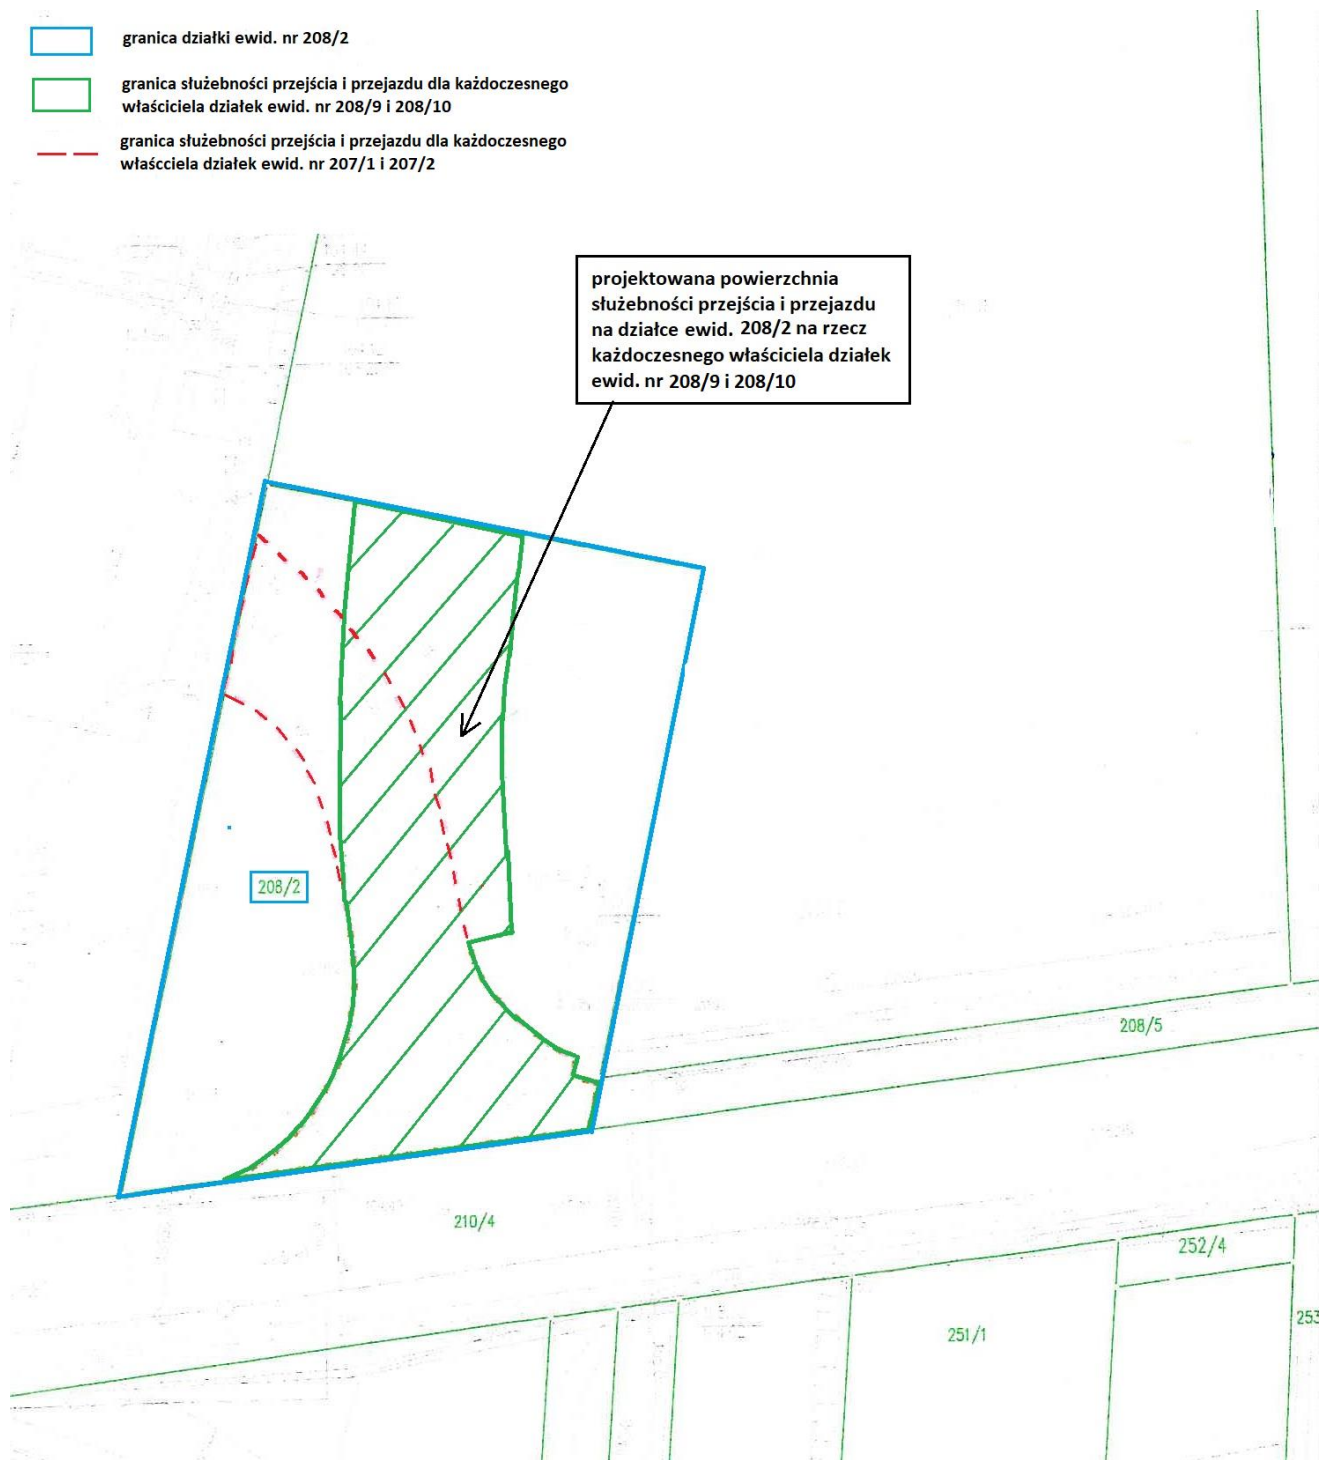 granica działki ewid. nr 208/2
granica służebności przejścia i przejazdu dla każdoczesnego
właściciela działek ewid. nr 208/9 i 208/10
granica służebności przejścia i przejazdu dla każdoczesnego
właścciela działek ewid. nr 207/1 i 207/2
projektowana powierzchnia
służebności przejścia i przejazdu
na działce ewid. 208/2 na rzecz
każdoczesnego właściciela działek
ewid. nr 208/9 i 208/10
208/2
208/5
210/4
252/4
251/1
253